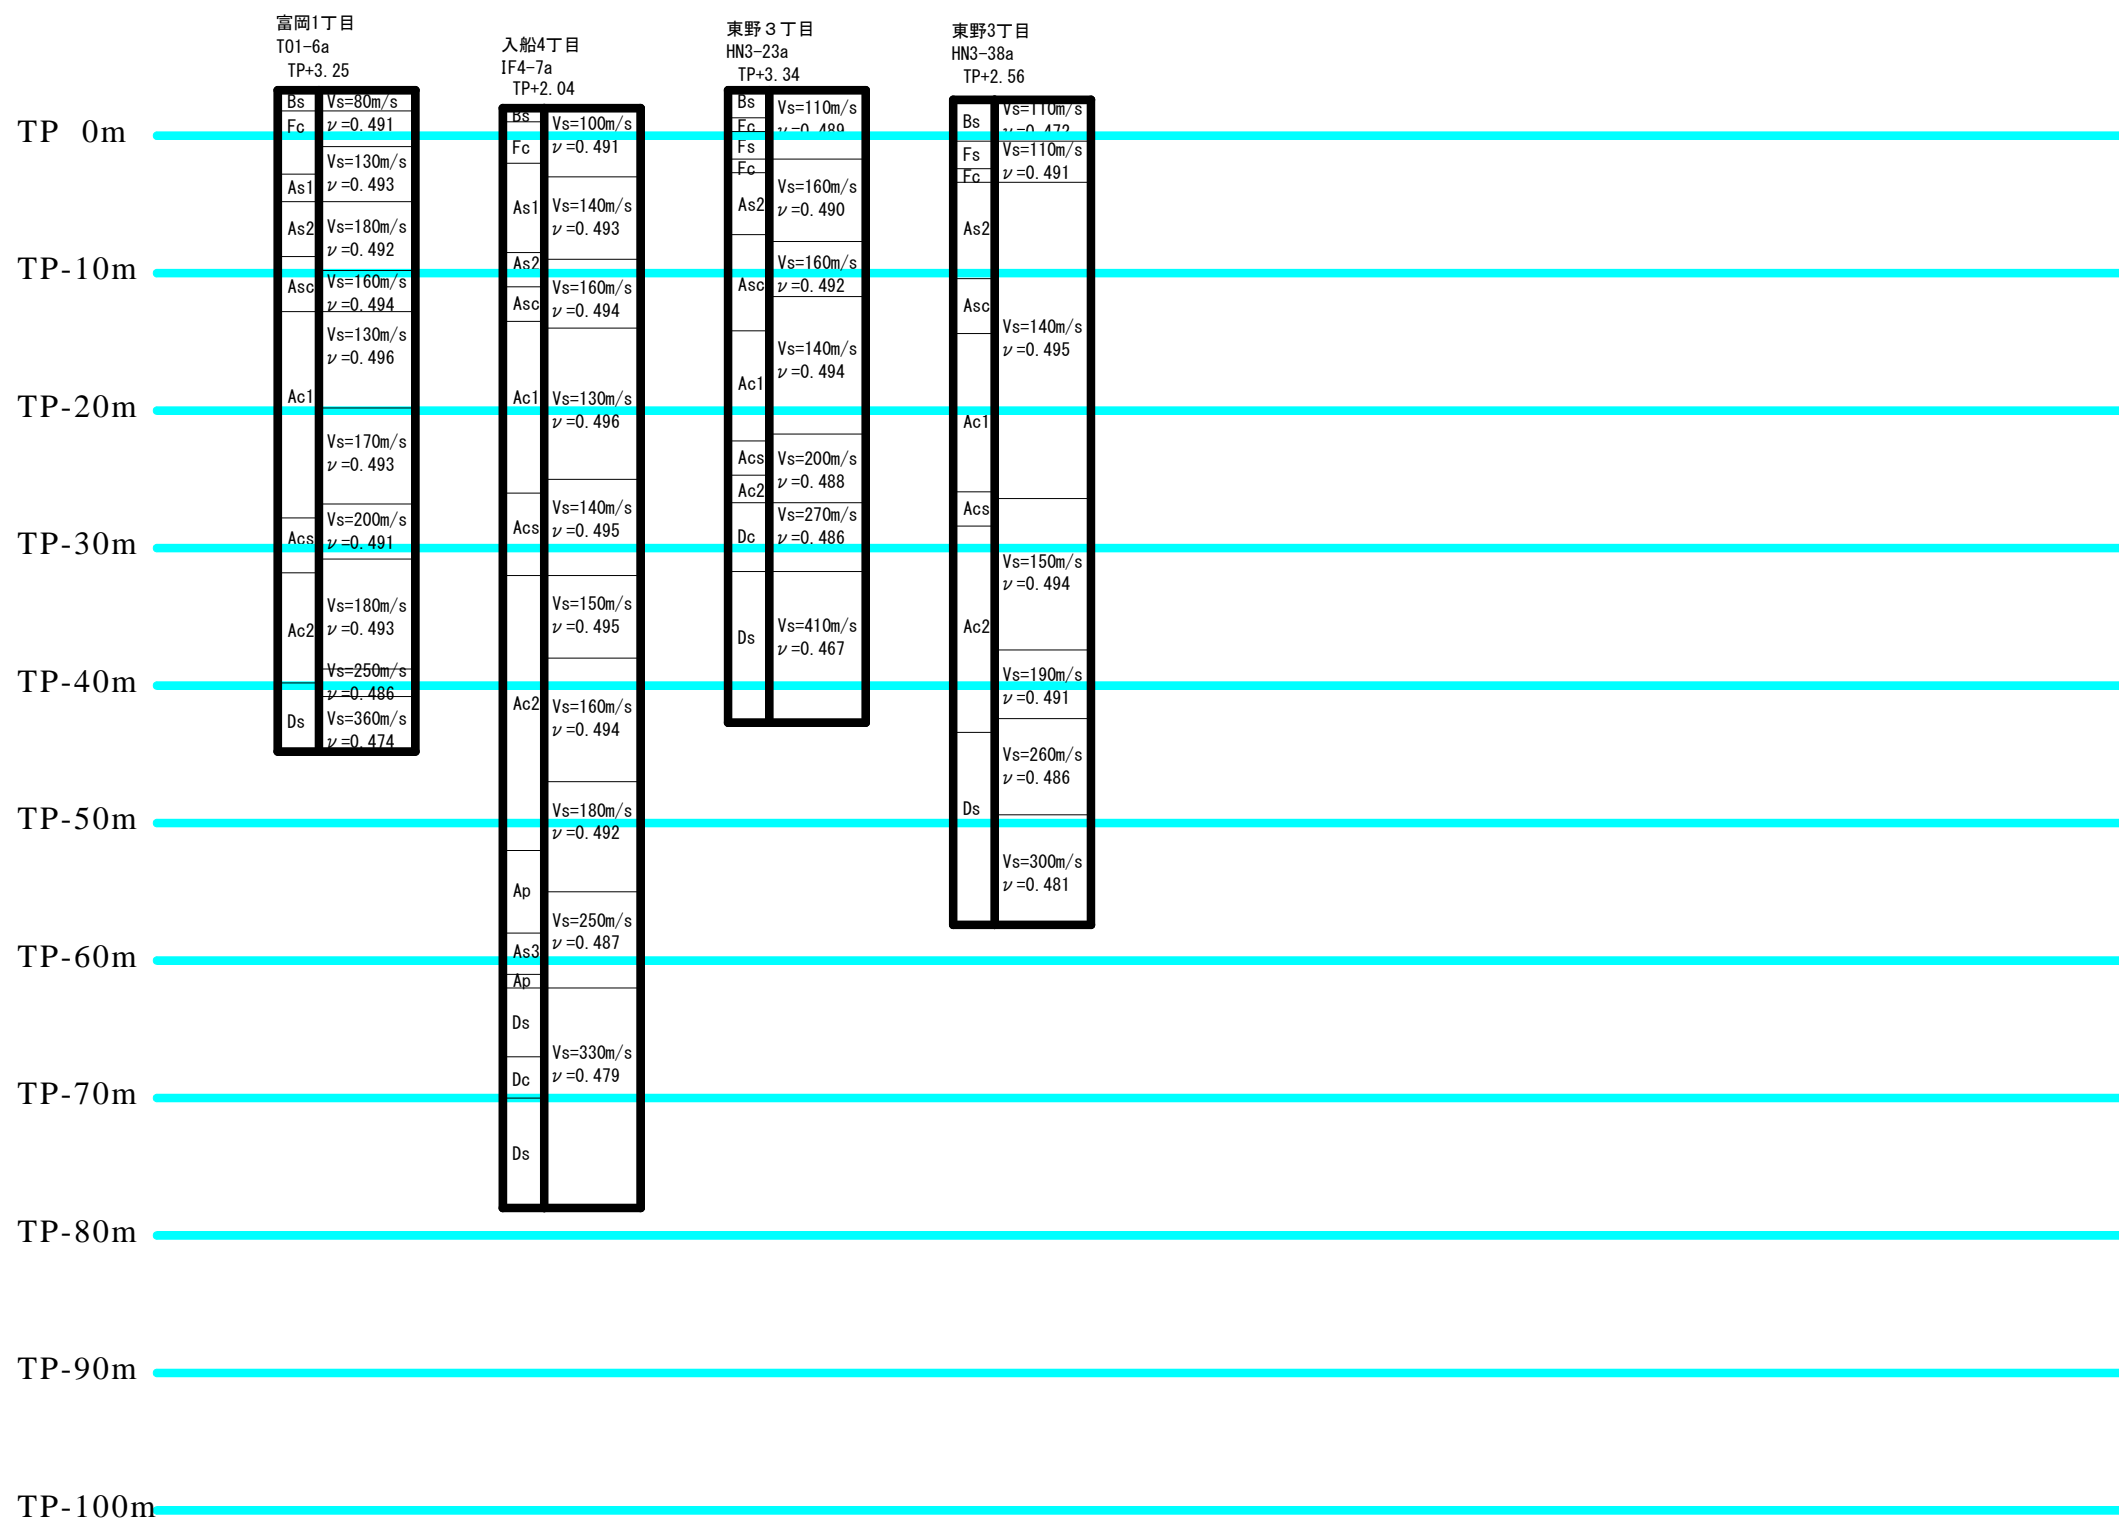 富岡1丁目
TO1-6a
TP+3.25
Bs
Fc
As1
As2
Asc
Ac1
Acs
Ac2
Ds
Vs=80m/s
ν=0.491
Vs=130m/s
ν=0.493
Vs=180m/s
ν=0.492
Vs=160m/s
ν=0.494
Vs=130m/s
ν=0.496
Vs=170m/s
ν=0.493
Vs=200m/s
ν=0.491
Vs=180m/s
ν=0.493
Vs=250m/s
ν=0.486
Vs=360m/s
ν=0.474
入船4丁目
IF4-7a
TP+2.04
Bs
Fc
As1
As2
Asc
Ac1
Acs
Ac2
Ap
As3
Ap
Ds
Dc
Ds
Vs=100m/s
ν=0.491
Vs=140m/s
ν=0.493
Vs=160m/s
ν=0.494
Vs=130m/s
ν=0.496
Vs=140m/s
ν=0.495
Vs=150m/s
ν=0.495
Vs=160m/s
ν=0.494
Vs=180m/s
ν=0.492
Vs=250m/s
ν=0.487
Vs=330m/s
ν=0.479
東野３丁目
HN3-23a
TP+3.34
Bs
Fc
Fs
Fc
As2
Asc
Ac1
Acs
Ac2
Dc
Ds
Vs=110m/s
ν=0.489
Vs=160m/s
ν=0.490
Vs=160m/s
ν=0.492
Vs=140m/s
ν=0.494
Vs=200m/s
ν=0.488
Vs=270m/s
ν=0.486
Vs=410m/s
ν=0.467
東野3丁目
HN3-38a
TP+2.56
Bs
Fs
Fc
As2
Asc
Ac1
Acs
Ac2
Ds
Vs=110m/s
ν=0.472
Vs=110m/s
ν=0.491
Vs=140m/s
ν=0.495
Vs=150m/s
ν=0.494
Vs=190m/s
ν=0.491
Vs=260m/s
ν=0.486
Vs=300m/s
ν=0.481
TP 0m
TP-10m
TP-20m
TP-30m
TP-40m
TP-50m
TP-60m
TP-70m
TP-80m
TP-90m
TP-100m